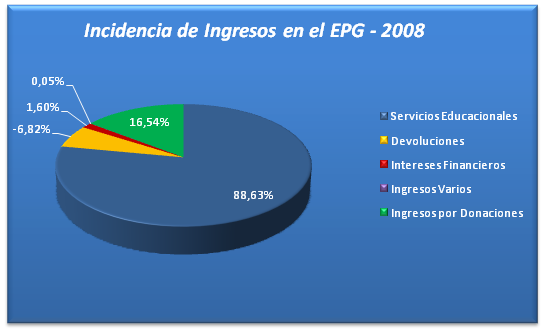 Incidencia de Ingresos en el EPG - 2008
0,05%
1,60%
-6,82%
16,54%
88,63%
Servicios Educacionales
Devoluciones
Intereses Financieros
Ingresos Varios
Ingresos por Donaciones